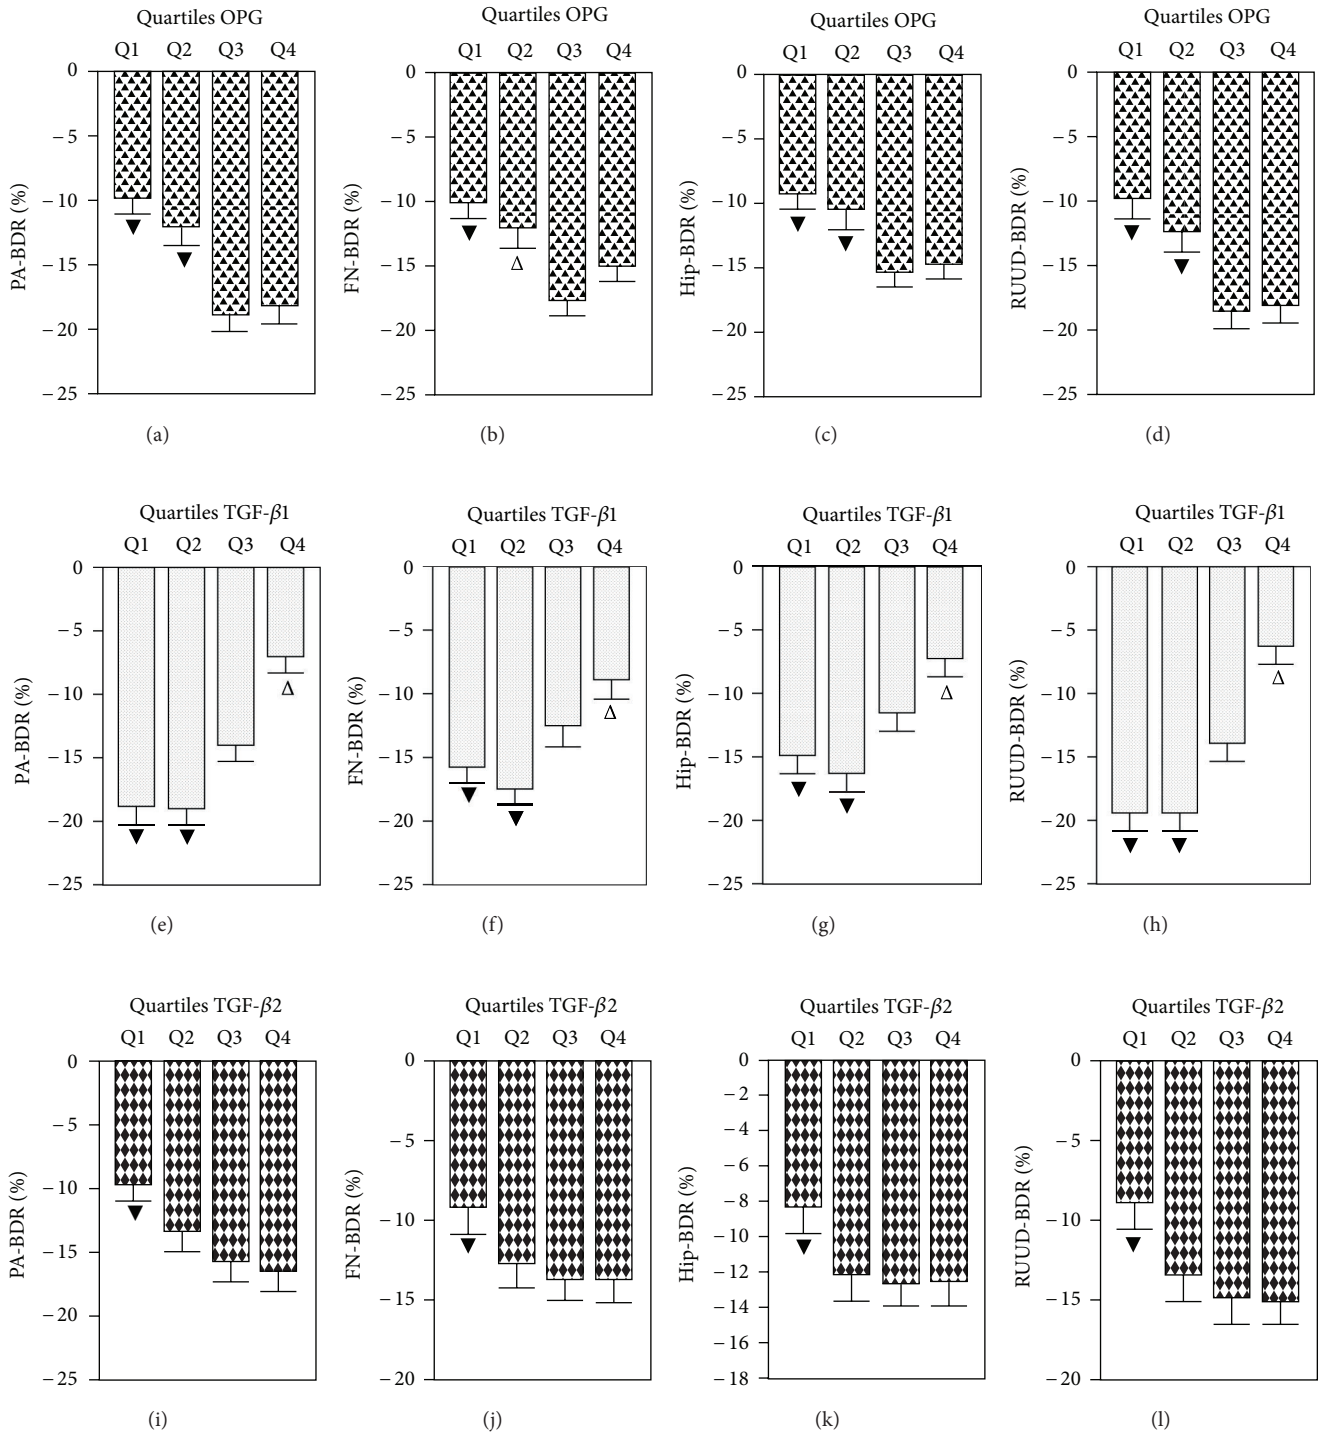 Quartiles OPG
Q1 Q2 Q3 Q4
0
−5
−10
−15
−20
−25
PA-BDR (%)
(a)
Quartiles OPG
Q1 Q2 Q3 Q4
0
−5
−10
−15
−20
−25
FN-BDR (%)
(b)
Quartiles OPG
Q1 Q2 Q3 Q4
0
−5
−10
−15
−20
−25
Hip-BDR (%)
(c)
Quartiles OPG
Q1 Q2 Q3 Q4
0
−5
−10
−15
−20
−25
RUUD-BDR (%)
(d)
Quartiles TGF-β1
Q1 Q2 Q3 Q4
0
−5
−10
−15
−20
−25
PA-BDR (%)
(e)
Quartiles TGF-β1
Q1 Q2 Q3 Q4
0
−5
−10
−15
−20
−25
FN-BDR (%)
(f)
Quartiles TGF-β1
Q1 Q2 Q3 Q4
0
−5
−10
−15
−20
−25
Hip-BDR (%)
(g)
Quartiles TGF-β1
Q1 Q2 Q3 Q4
0
−5
−10
−15
−20
−25
RUUD-BDR (%)
(h)
Quartiles TGF-β2
Q1 Q2 Q3 Q4
0
−5
−10
−15
−20
−25
PA-BDR (%)
(i)
Quartiles TGF-β2
Q1 Q2 Q3 Q4
0
−5
−10
−15
−20
FN-BDR (%)
(j)
Quartiles TGF-β2
Q1 Q2 Q3 Q4
0
−2
−4
−6
−8
−10
−12
−14
−16
−18
Hip-BDR (%)
(k)
Quartiles TGF-β2
Q1 Q2 Q3 Q4
0
−5
−10
−15
−20
RUUD-BDR (%)
(l)